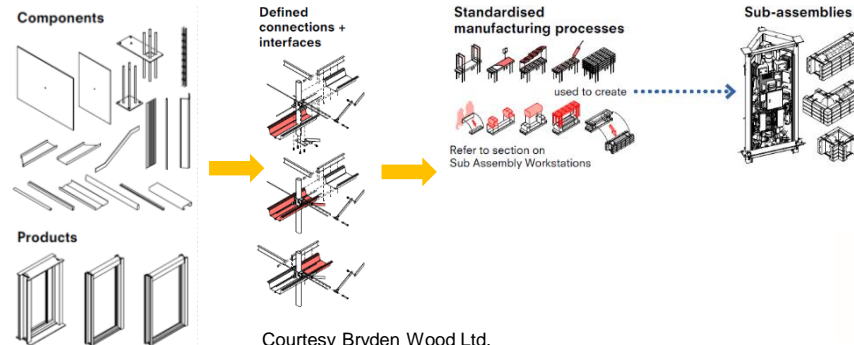 Components
Products
Defined
connections +
interfaces
Standardised
manufacturing processes
used to create
Refer to section on
Sub Assembly Workstations
Sub-assemblies
Courtesy Bryden Wood Ltd.